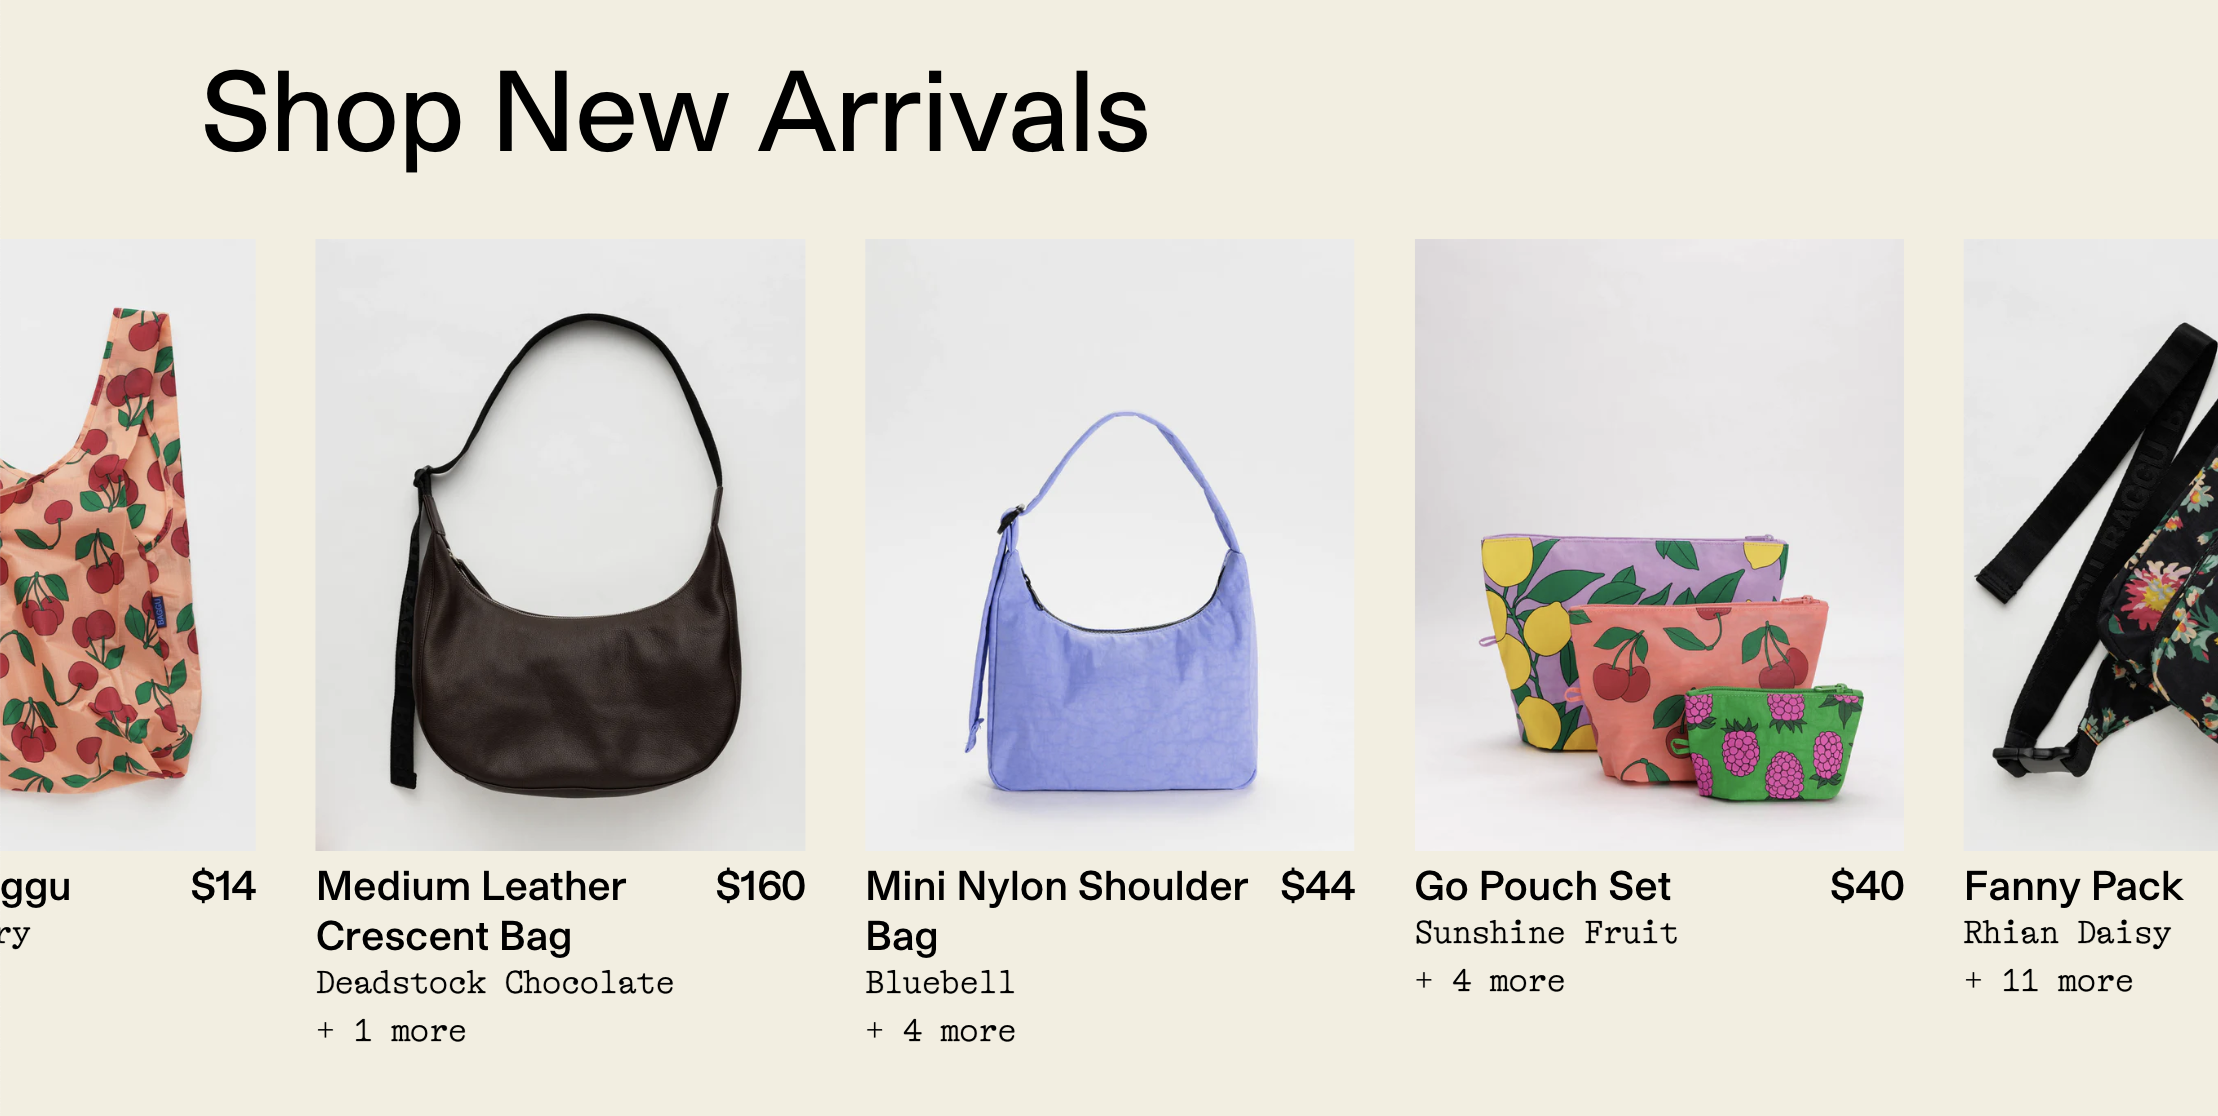 Shop New Arrivals
ggu $14
ry
Medium Leather $160
Crescent Bag
Deadstock Chocolate
+ 1 more
Mini Nylon Shoulder $44
Bag
Bluebell
+ 4 more
Go Pouch Set $40
Sunshine Fruit
+ 4 more
Fanny Pack
Rhian Daisy
+ 11 more
BAGGU